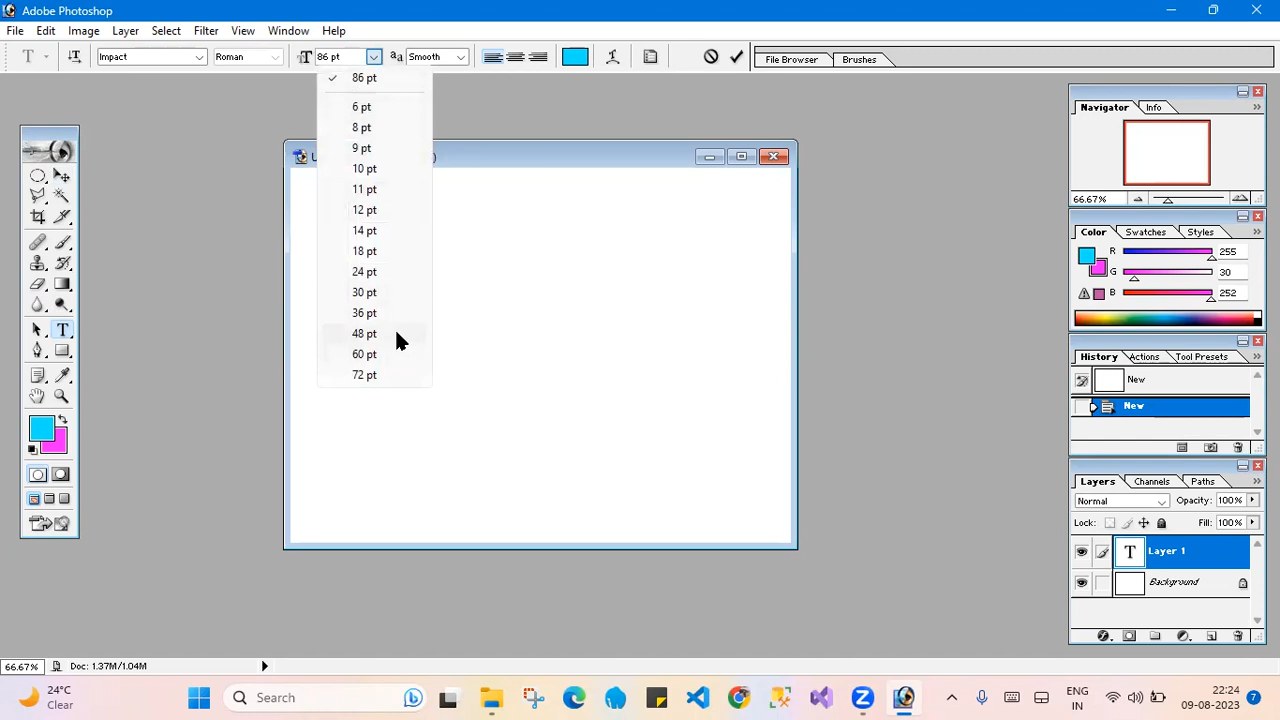 Adobe Photoshop
File Edit Image Layer Select Filter View Window Help
T Impact Roman 86 pt aa Smooth File Browser Brushes
86 pt
6 pt
8 pt
9 pt
10 pt
11 pt
12 pt
14 pt
18 pt
24 pt
30 pt
36 pt
48 pt
60 pt
72 pt
Navigator Info
66.67%
Color Swatches Styles
R 255
G 30
B 252
History Actions Tool Presets
New
New
Layers Channels Paths
Normal Opacity: 100%
Lock: Fill: 100%
T Layer 1
Background
66.67% Doc: 1.37M/1.04M
24°C
Clear
Search
ENG
IN
22:24
09-08-2023
7